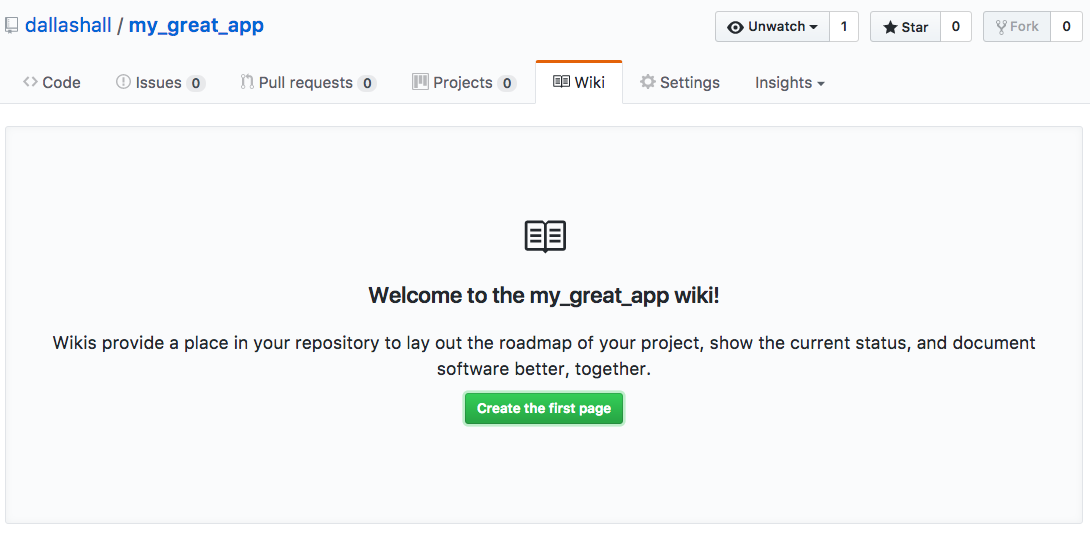 dallashall / my_great_app Unwatch 1 Star 0 Fork 0
Code Issues 0 Pull requests 0 Projects 0 Wiki Settings Insights
Welcome to the my_great_app wiki!
Wikis provide a place in your repository to lay out the roadmap of your project, show the current status, and document
software better, together.
Create the first page